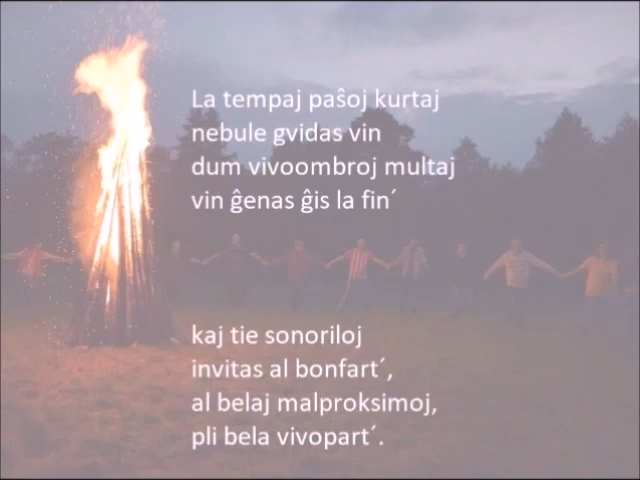 La tempaj paŝoj kurtaj
nebule gvidas vin
dum vivoombroj multaj
vin ĝenas ĝis la fin´
kaj tie sonoriloj
invitas al bonfart´,
al belaj malproksimoj,
pli bela vivopart´.